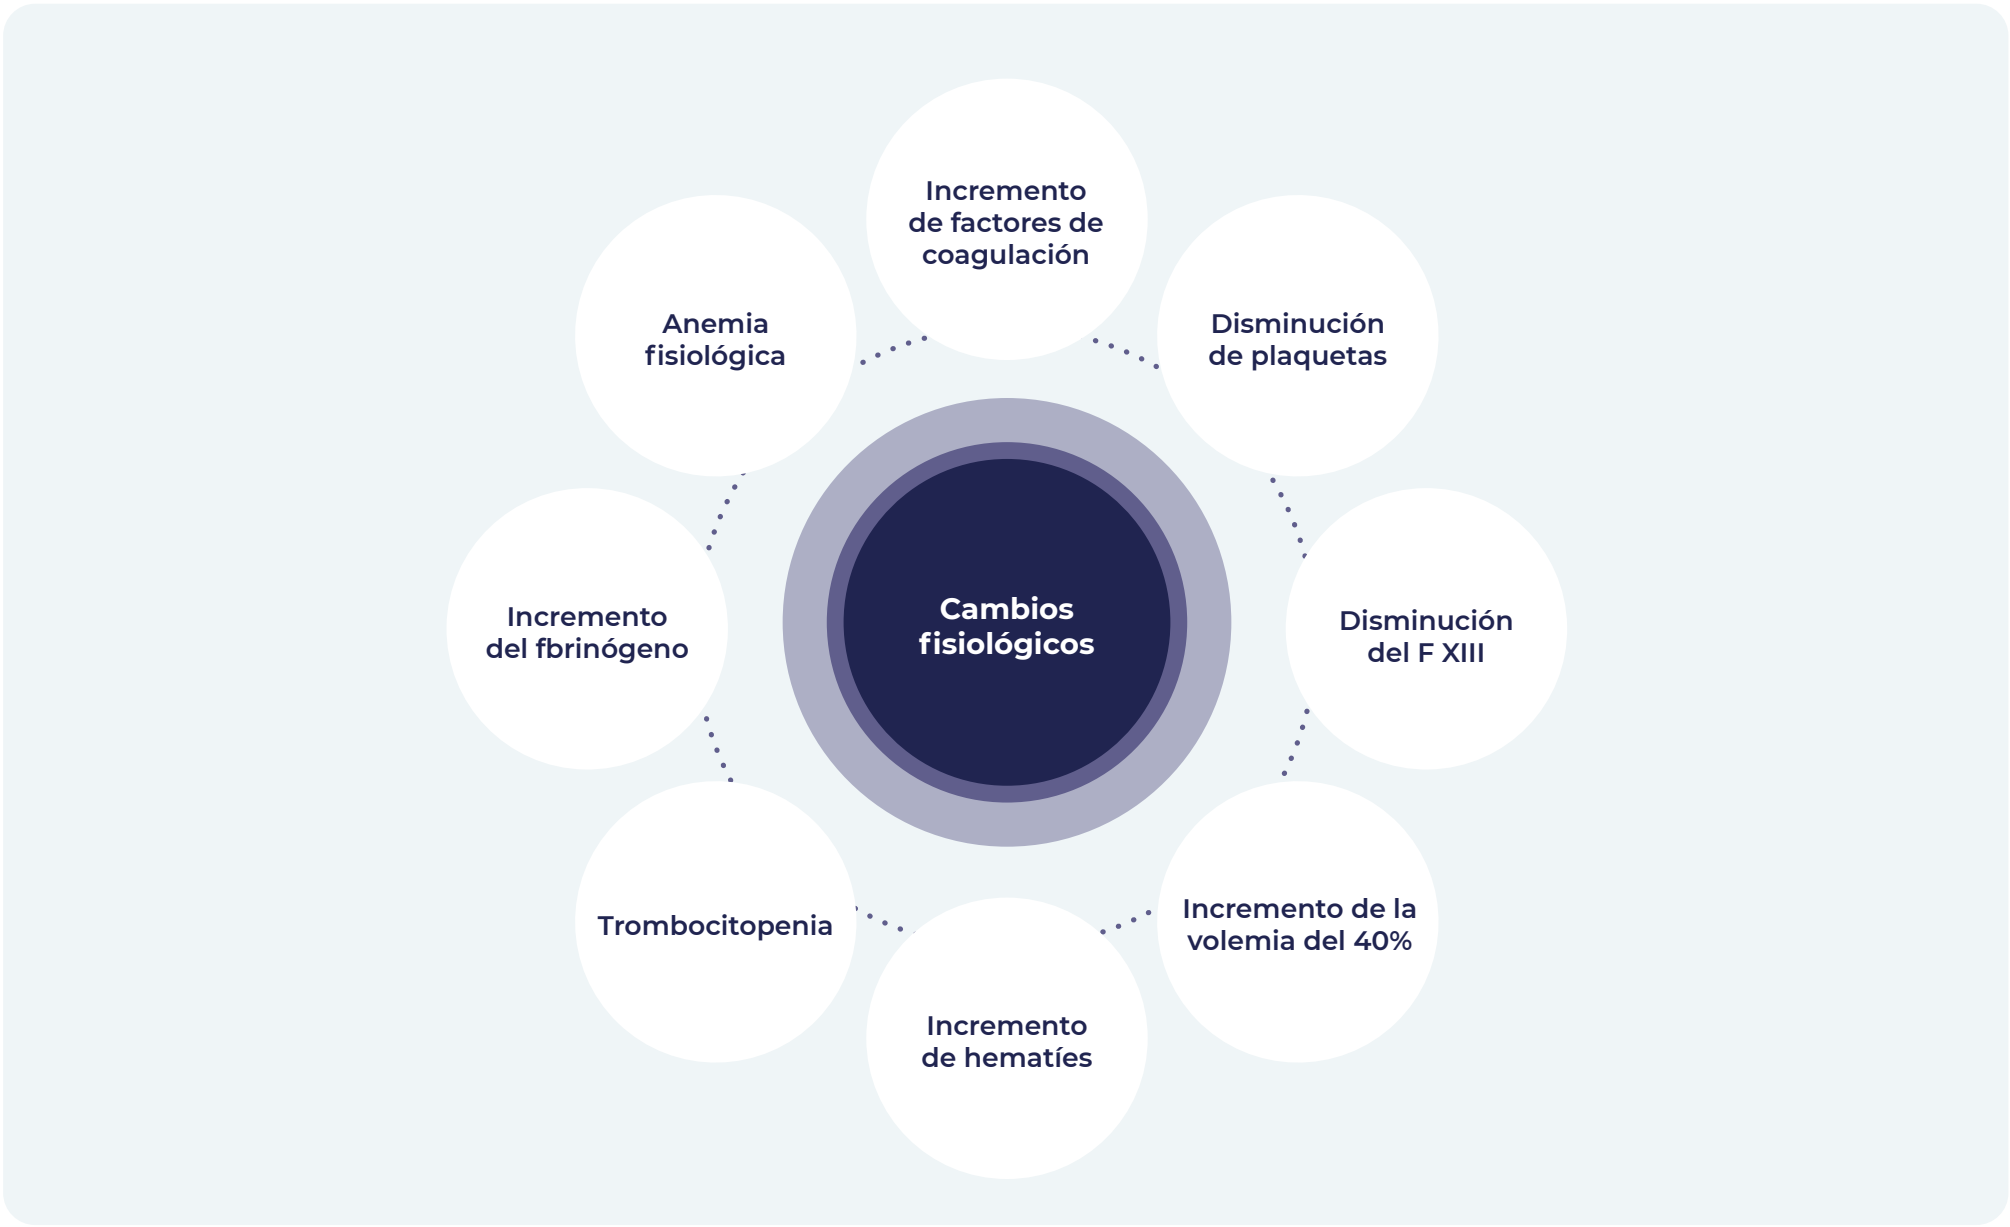 Incremento
de factores de
coagulación
Disminución
de plaquetas
Disminución
del F XIII
Incremento de la
volemia del 40%
Incremento
de hematíes
Trombocitopenia
Incremento
del fbrinógeno
Anemia
fisiológica
Cambios
fisiológicos